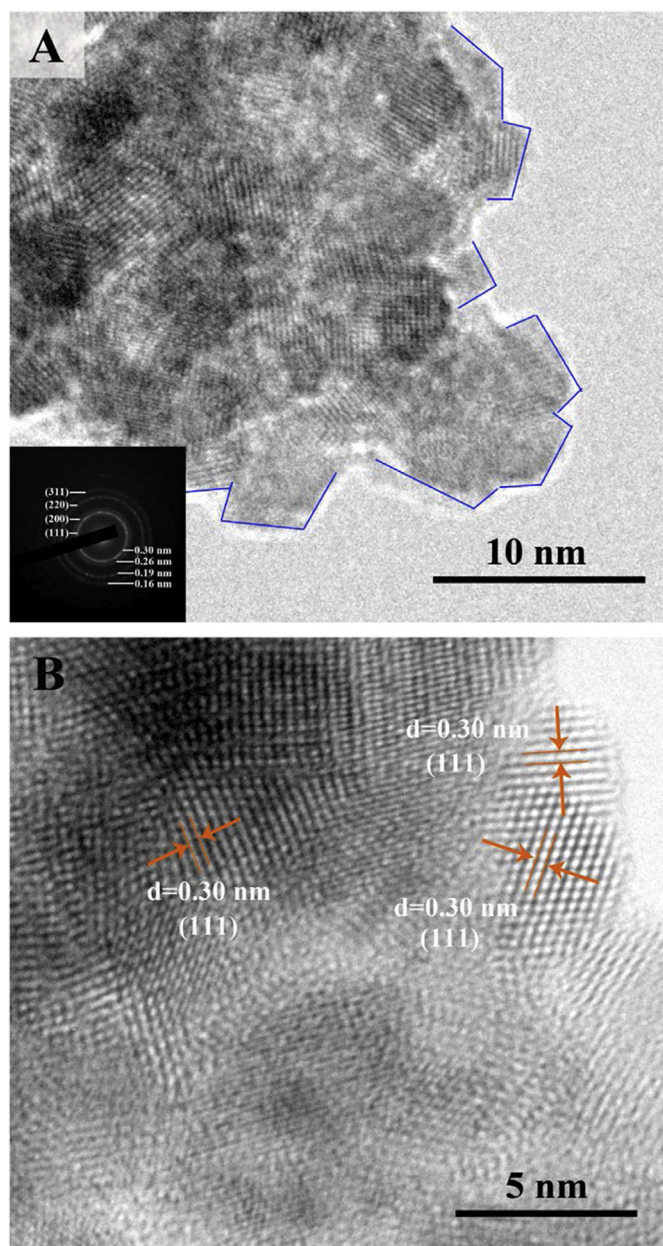 A
(311)
(220)
(200)
(111)
0.30 nm
0.26 nm
0.19 nm
0.16 nm
10 nm
B
d=0.30 nm
(111)
d=0.30 nm
(111)
d=0.30 nm
(111)
5 nm